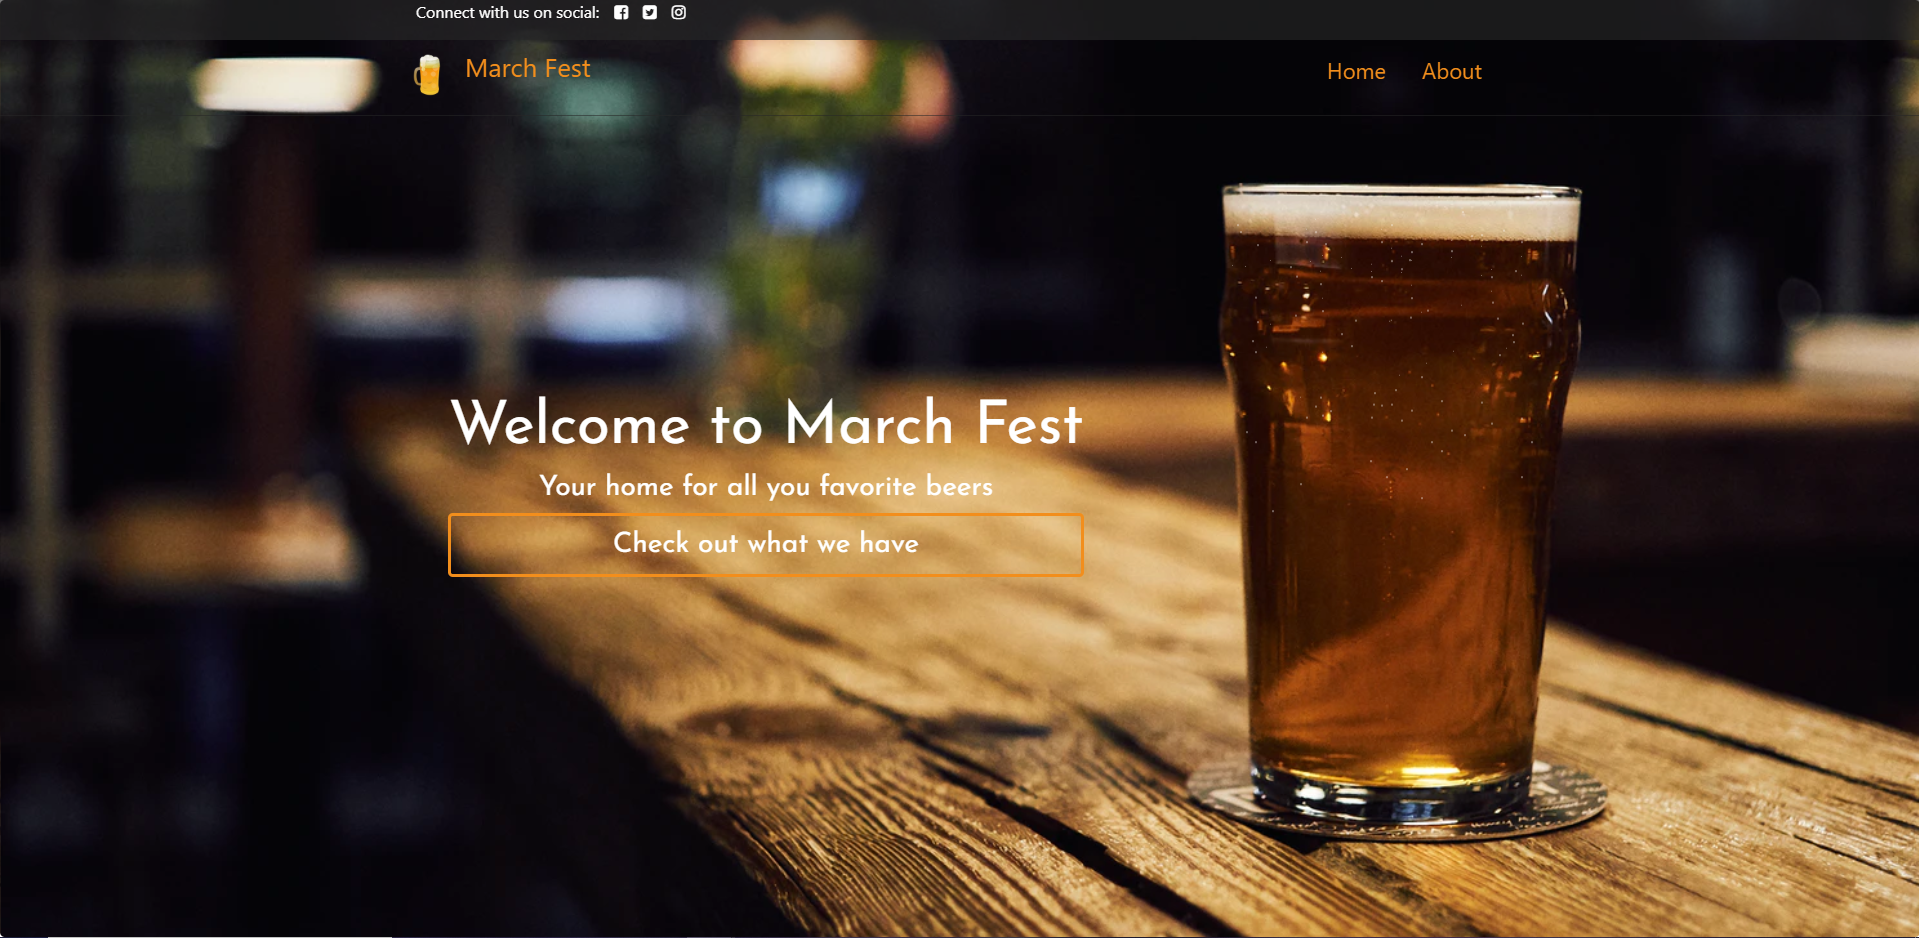 Connect with us on social:
March Fest
Home
About
Welcome to March Fest
Your home for all you favorite beers
Check out what we have